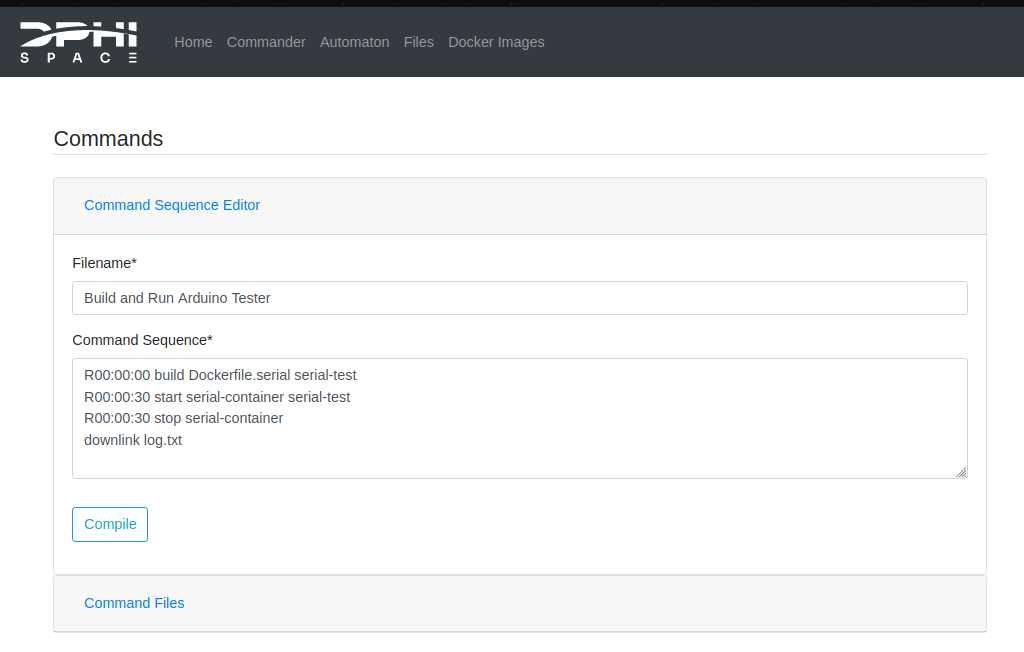 DPHI
SPACE
Home Commander Automaton Files Docker Images
Commands
Command Sequence Editor
Filename*
Build and Run Arduino Tester
Command Sequence*
R00:00:00 build Dockerfile.serial serial-test
R00:00:30 start serial-container serial-test
R00:00:30 stop serial-container
downlink log.txt
Compile
Command Files